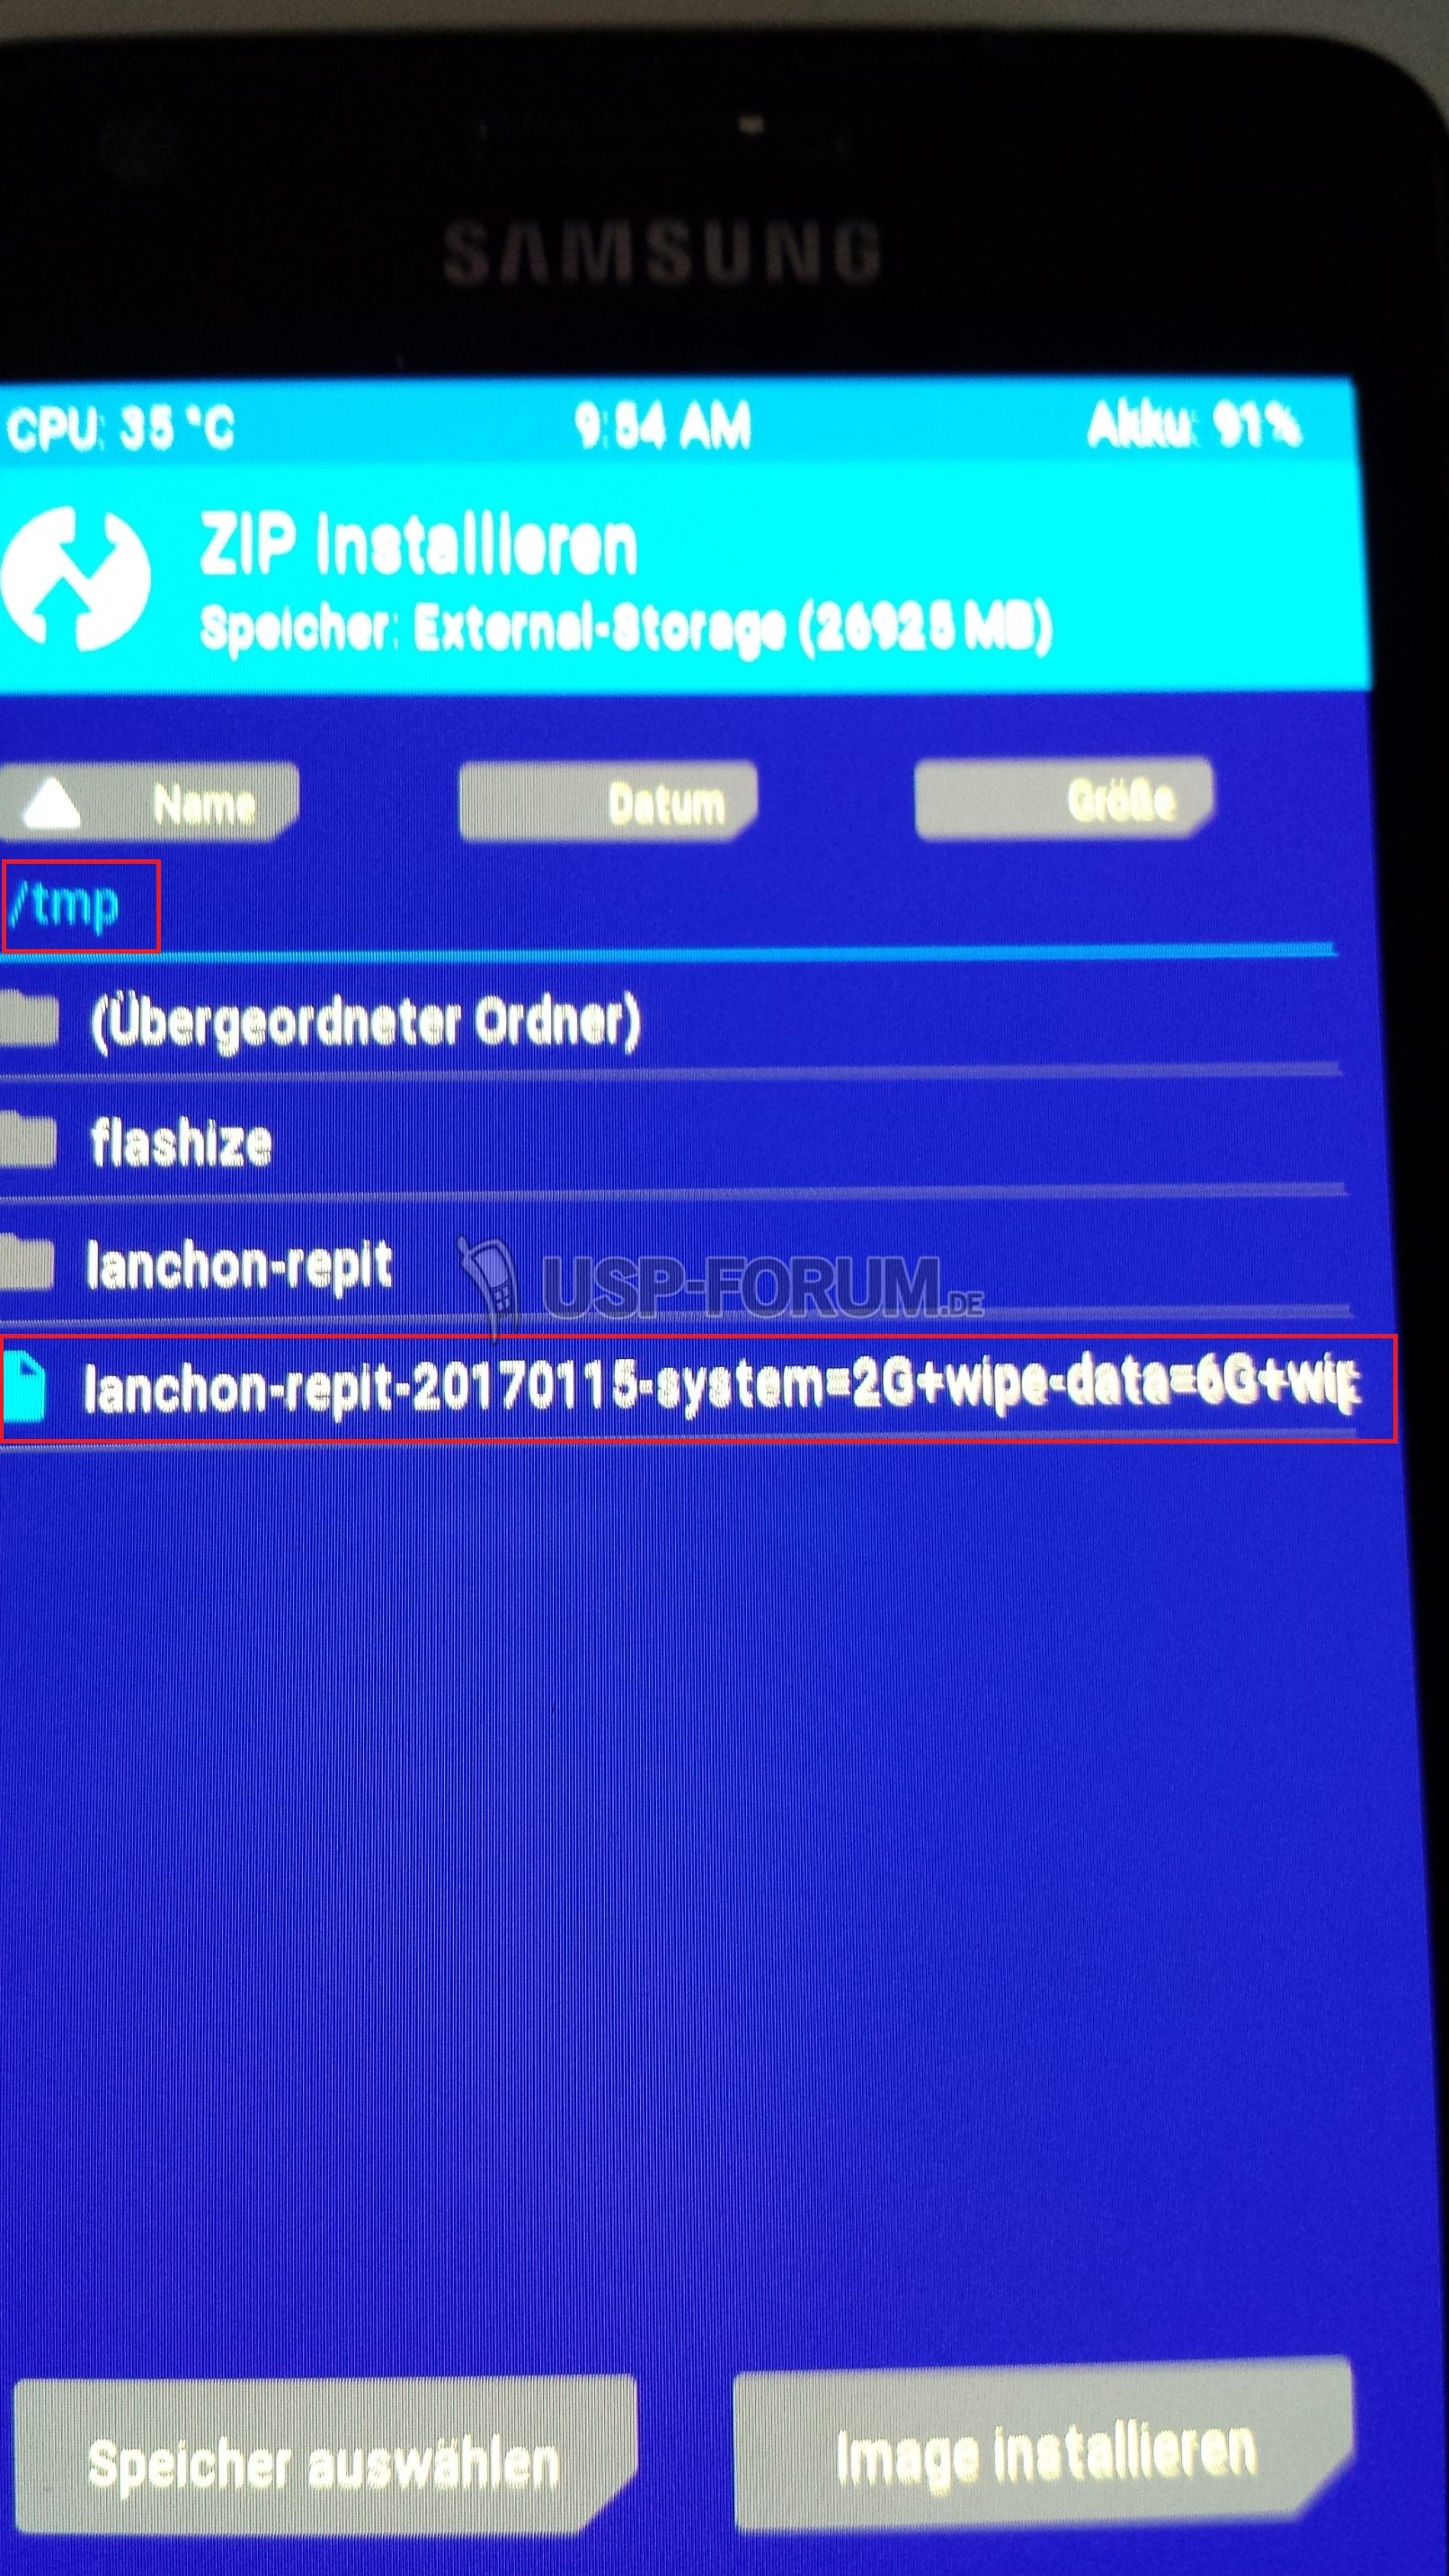 SAMSUNG
CPU: 35 °C 9:54 AM Akku: 91%
ZIP installieren
Speicher: External-Storage (26925 MB)
Name Datum Größe
/tmp
(Übergeordneter Ordner)
flashize
lanchon-repit
USP-FORUM.DE
lanchon-repit-20170115-system=2G+wipe-data=6G+wip
Speicher auswählen Image installieren